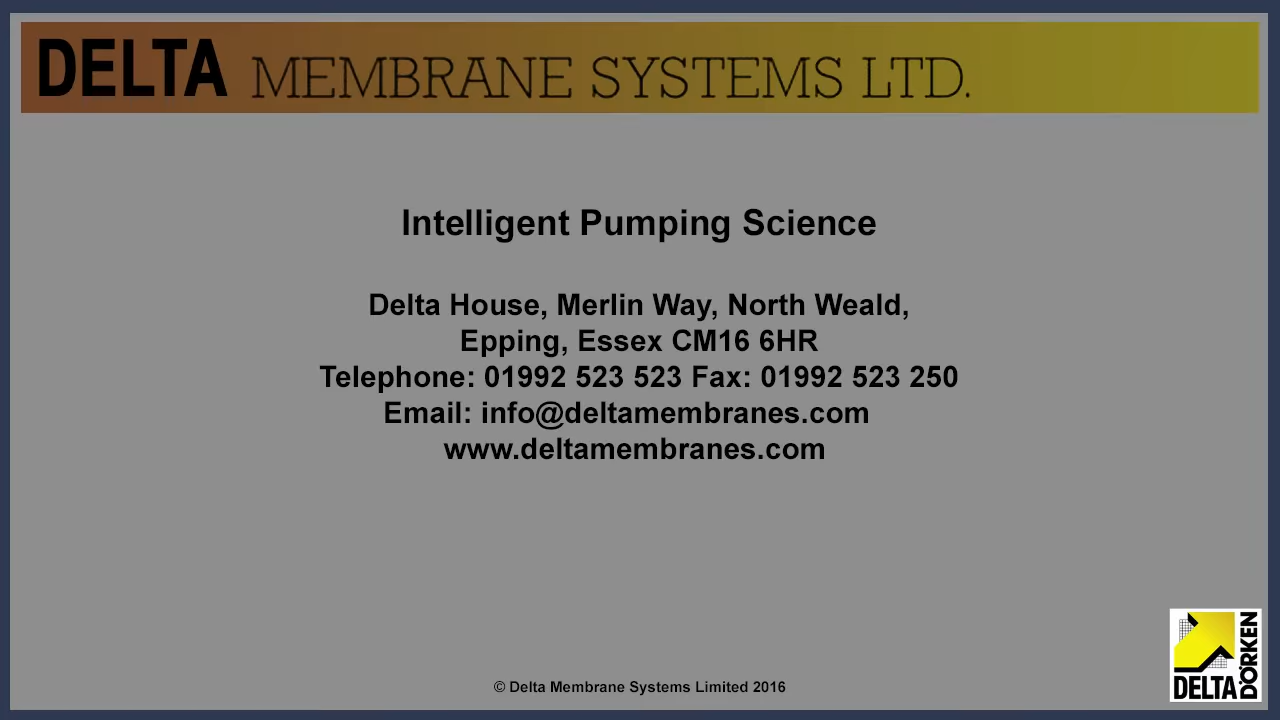 DELTA MEMBRANE SYSTEMS LTD.
Intelligent Pumping Science
Delta House, Merlin Way, North Weald,
Epping, Essex CM16 6HR
Telephone: 01992 523 523 Fax: 01992 523 250
Email: info@deltamembranes.com
www.deltamembranes.com
DELTA
DÖRKEN
© Delta Membrane Systems Limited 2016